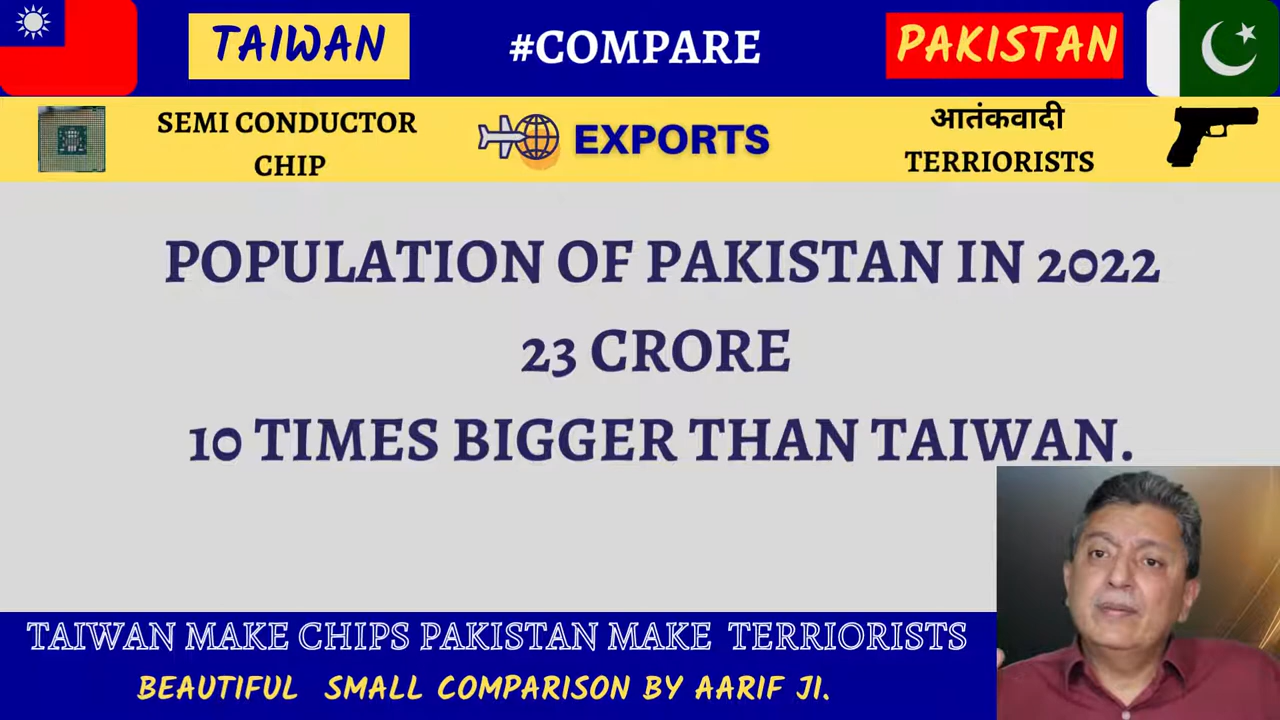 TAIWAN #COMPARE PAKISTAN
SEMI CONDUCTOR
CHIP
EXPORTS
आतंकवादी
TERRIORISTS
POPULATION OF PAKISTAN IN 2022
23 CRORE
10 TIMES BIGGER THAN TAIWAN.
TAIWAN MAKE CHIPS PAKISTAN MAKE TERRIORISTS
BEAUTIFUL SMALL COMPARISON BY AARIF JI.